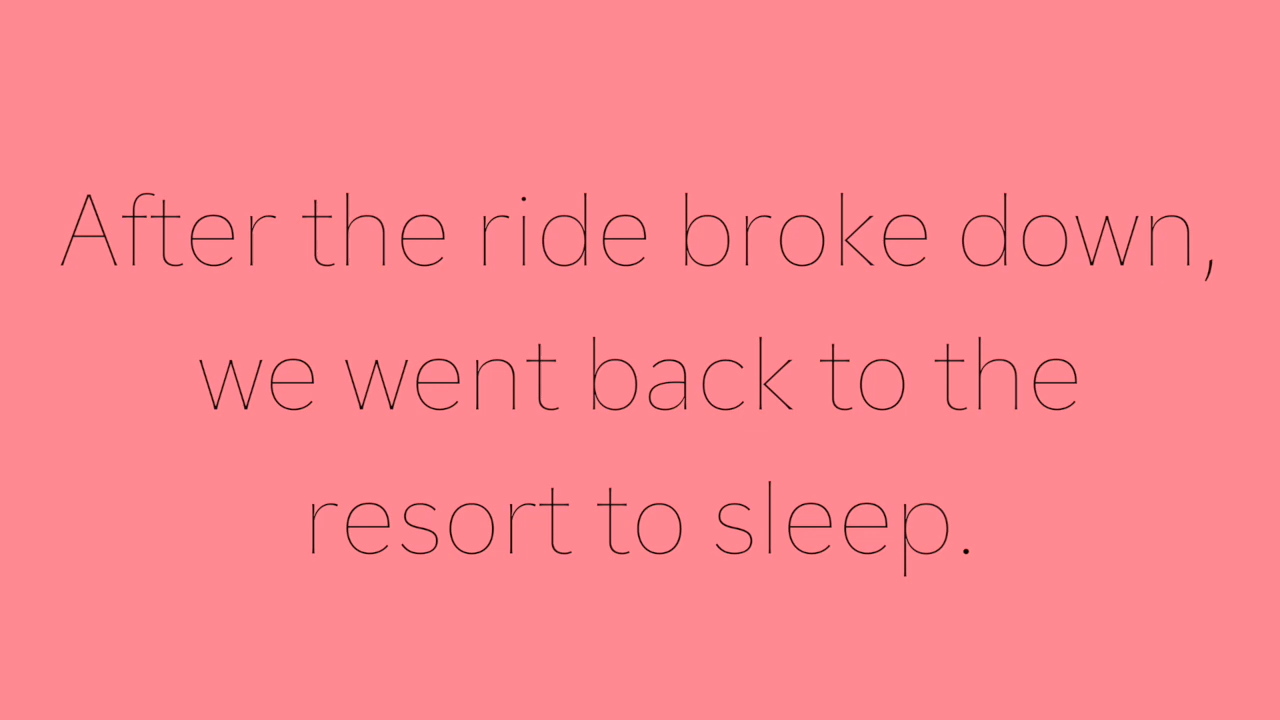 After the ride broke down,
we went back to the
resort to sleep.